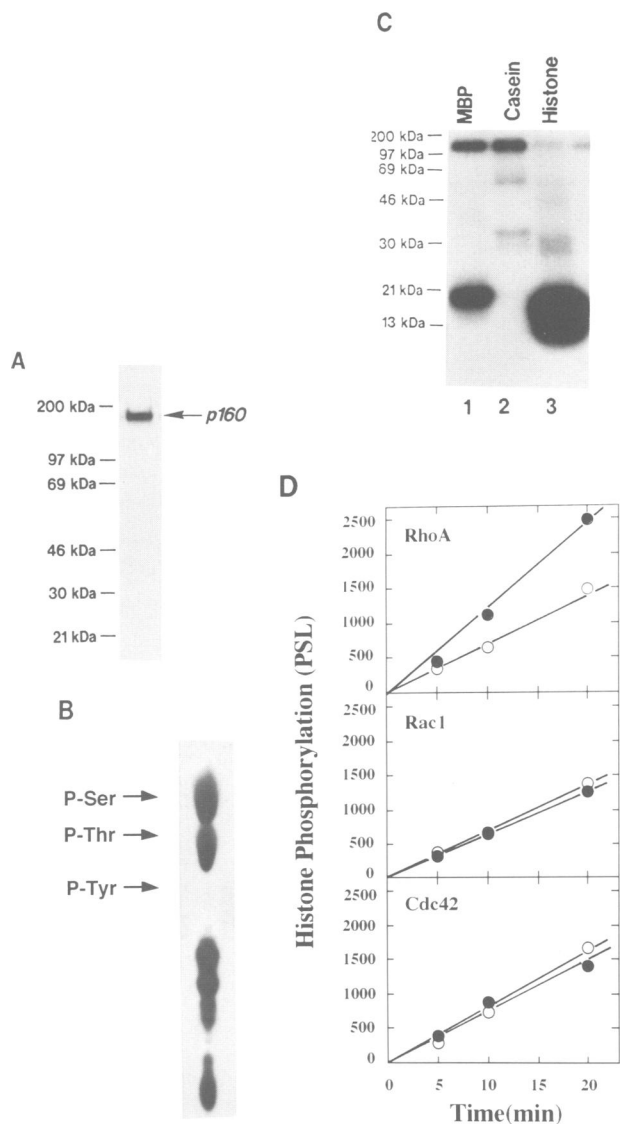 C
MBP
Casein
Histone
200 kDa
97 kDa
69 kDa
46 kDa
30 kDa
21 kDa
13 kDa
1 2 3
A
200 kDa
p160
97 kDa
69 kDa
46 kDa
30 kDa
21 kDa
B
P-Ser
P-Thr
P-Tyr
D
Histone Phosphorylation (PSL)
RhoA
2500
2000
1500
1000
500
0
Rac1
2500
2000
1500
1000
500
0
Cdc42
2500
2000
1500
1000
500
0
0 5 10 15 20
Time(min)